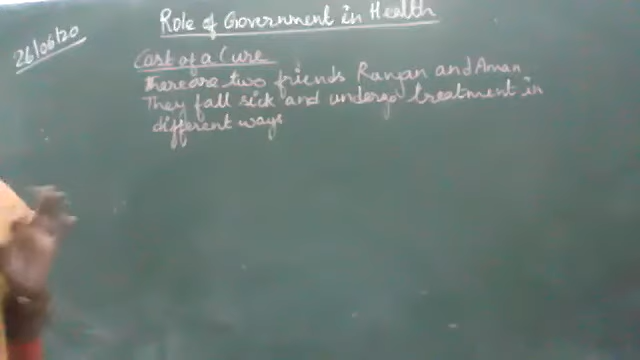 Role of Government in Health
26/06/20
Cost of a Cure
There are two friends Ranjan and Aman
They fall sick and undergo treatment in
different ways